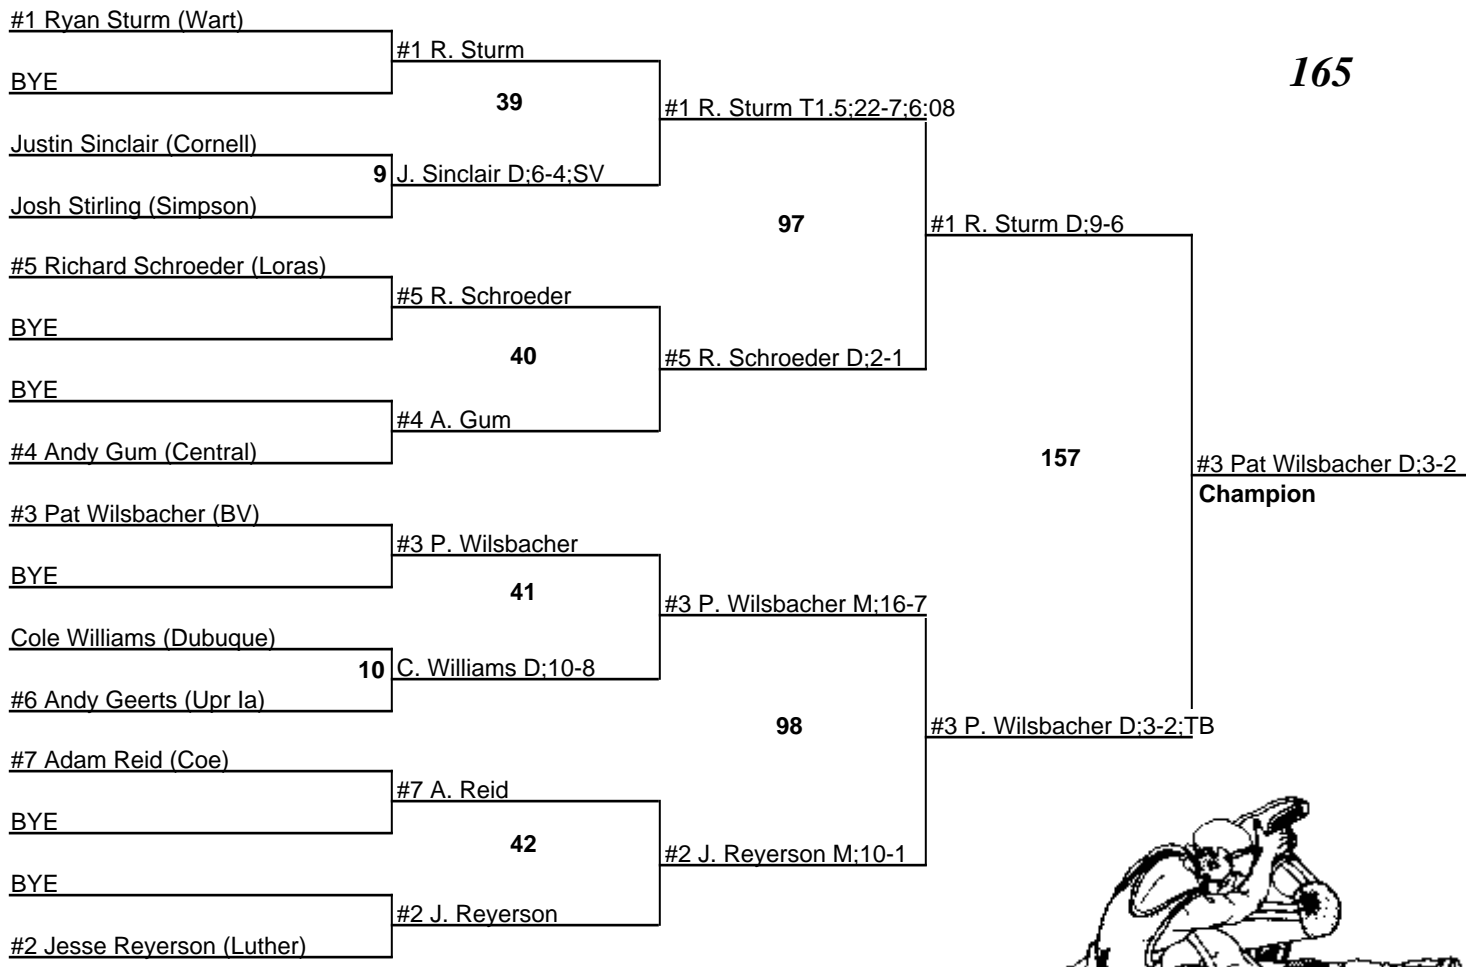 #1 Ryan Sturm (Wart)
#1 R. Sturm
165
BYE
39
#1 R. Sturm T1.5;22-7;6:08
Justin Sinclair (Cornell)
9 J. Sinclair D;6-4;SV
Josh Stirling (Simpson)
97
#1 R. Sturm D;9-6
#5 Richard Schroeder (Loras)
#5 R. Schroeder
BYE
40
#5 R. Schroeder D;2-1
BYE
#4 A. Gum
#4 Andy Gum (Central)
157
#3 Pat Wilsbacher D;3-2
Champion
#3 Pat Wilsbacher (BV)
#3 P. Wilsbacher
BYE
41
#3 P. Wilsbacher M;16-7
Cole Williams (Dubuque)
10 C. Williams D;10-8
#6 Andy Geerts (Upr Ia)
98
#3 P. Wilsbacher D;3-2;TB
#7 Adam Reid (Coe)
#7 A. Reid
BYE
42
#2 J. Reyerson M;10-1
BYE
#2 J. Reyerson
#2 Jesse Reyerson (Luther)